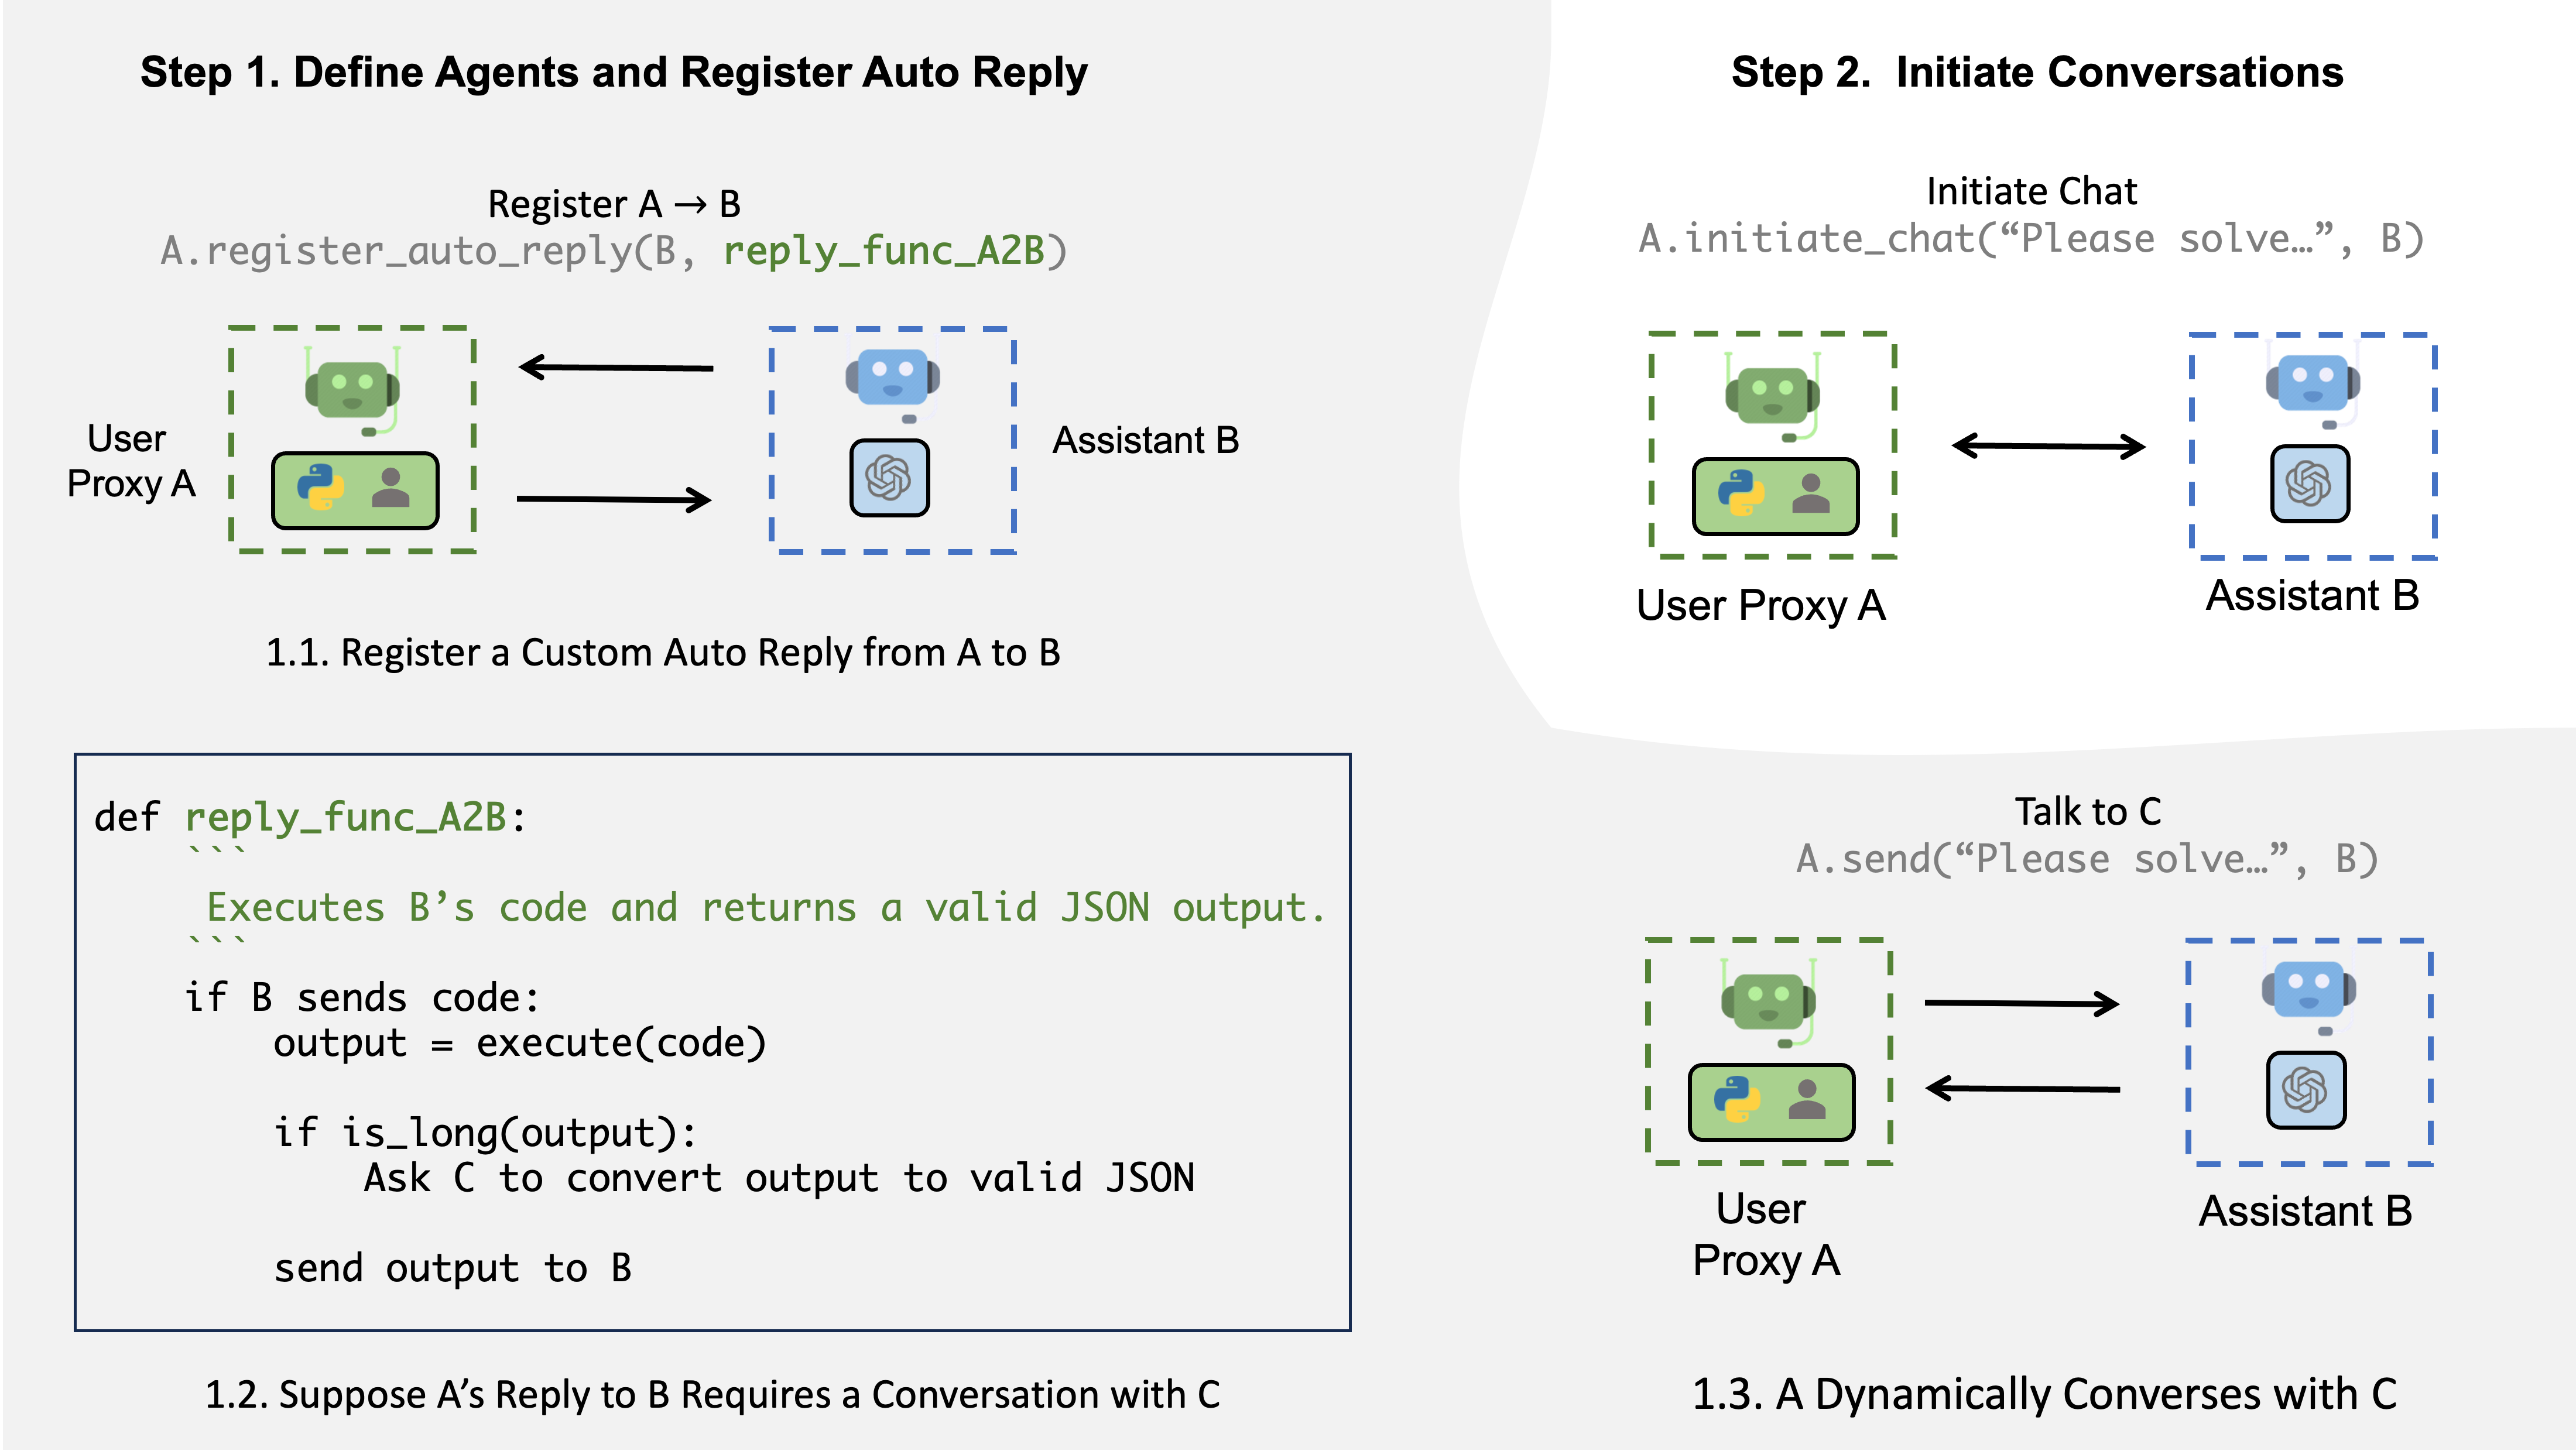 Step 1. Define Agents and Register Auto Reply
Register A → B
A.register_auto_reply(B, reply_func_A2B)
User
Proxy A
Assistant B
1.1. Register a Custom Auto Reply from A to B
def reply_func_A2B:
```
Executes B’s code and returns a valid JSON output.
```
if B sends code:
output = execute(code)
if is_long(output):
Ask C to convert output to valid JSON
send output to B
1.2. Suppose A’s Reply to B Requires a Conversation with C
Step 2. Initiate Conversations
Initiate Chat
A.initiate_chat(“Please solve…”, B)
User Proxy A
Assistant B
Talk to C
A.send(“Please solve…”, B)
User
Proxy A
Assistant B
1.3. A Dynamically Converses with C